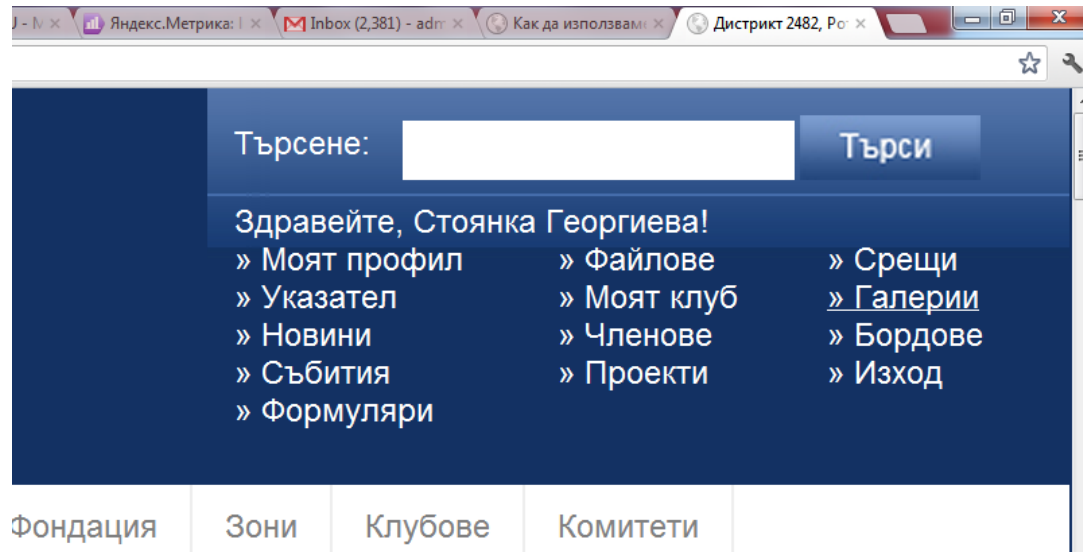 J - М Яндекс.Метрика: Inbox (2,381) - adm Как да използвам Дистрикт 2482, Рот
Търсене: Търси
Здравейте, Стоянка Георгиева!
» Моят профил » Файлове » Срещи
» Указател » Моят клуб » Галерии
» Новини » Членове » Бордове
» Събития » Проекти » Изход
» Формуляри
Фондация Зони Клубове Комитети